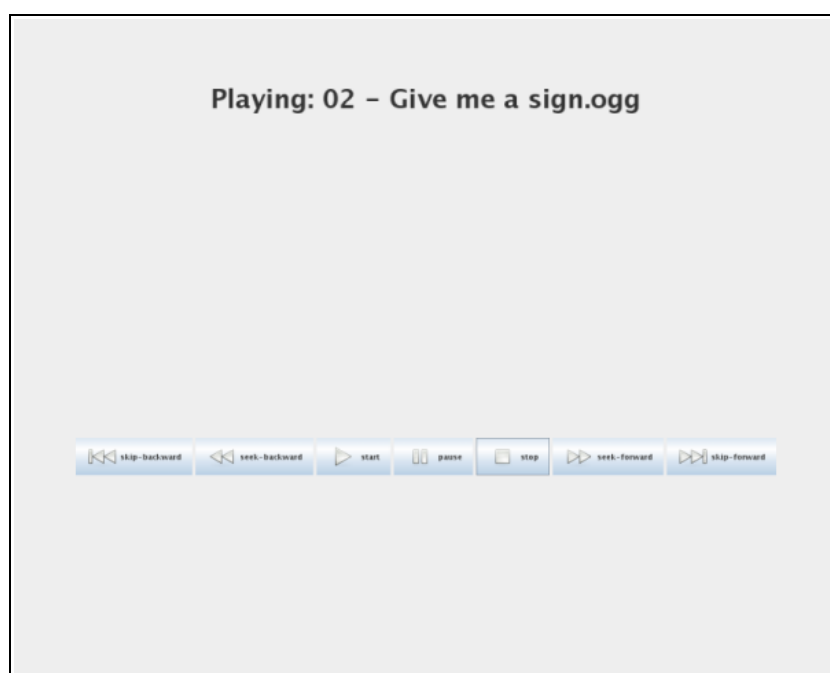 Playing: 02 – Give me a sign.ogg
skip-backward seek-backward start pause stop seek-forward skip-forward